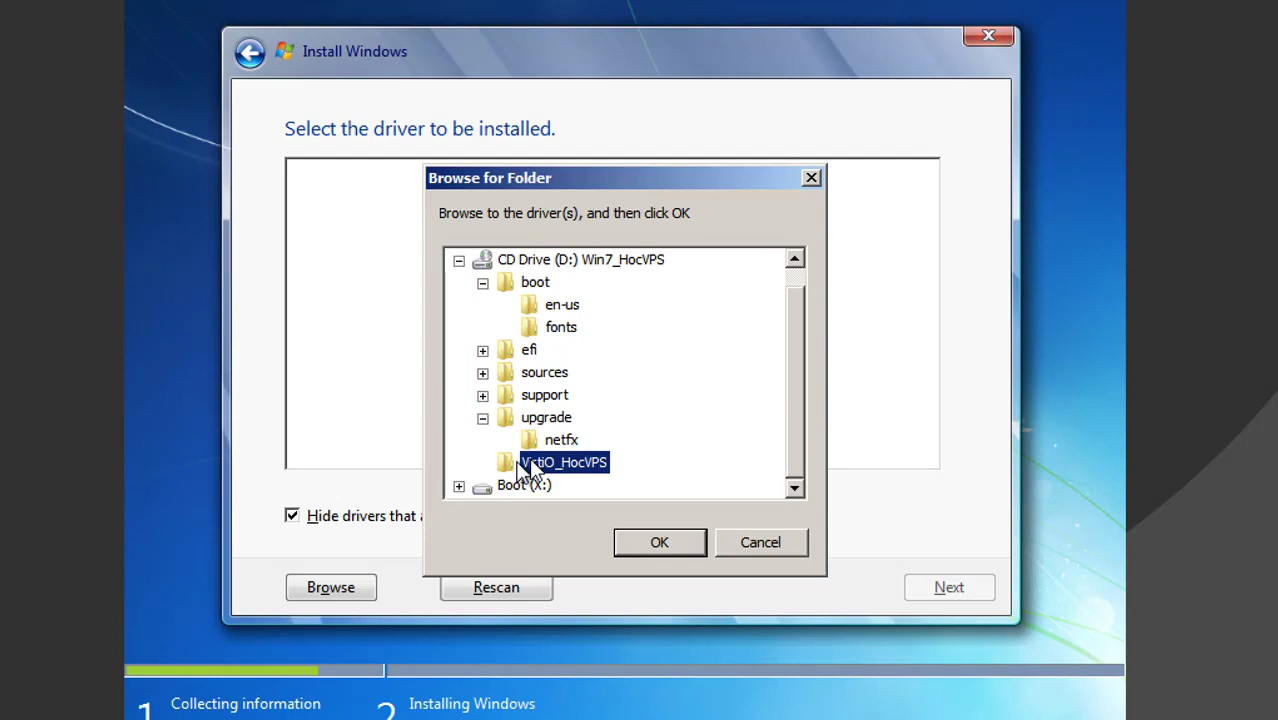 Install Windows
Select the driver to be installed.
Browse for Folder
Browse to the driver(s), and then click OK
CD Drive (D:) Win7_HocVPS
boot
en-us
fonts
efi
sources
support
upgrade
netfx
VirtiO_HocVPS
Boot (X:)
Hide drivers that
OK
Cancel
Browse
Rescan
Next
1 Collecting information
2 Installing Windows